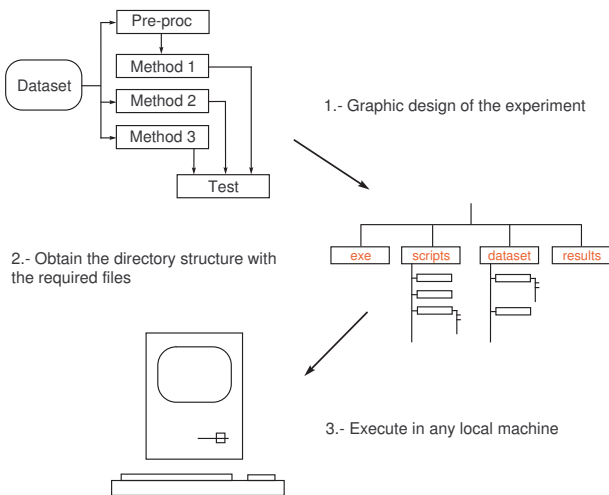 Pre-proc
Dataset
Method 1
Method 2
Method 3
Test
1.- Graphic design of the experiment
exe
scripts
dataset
results
2.- Obtain the directory structure with
the required files
3.- Execute in any local machine